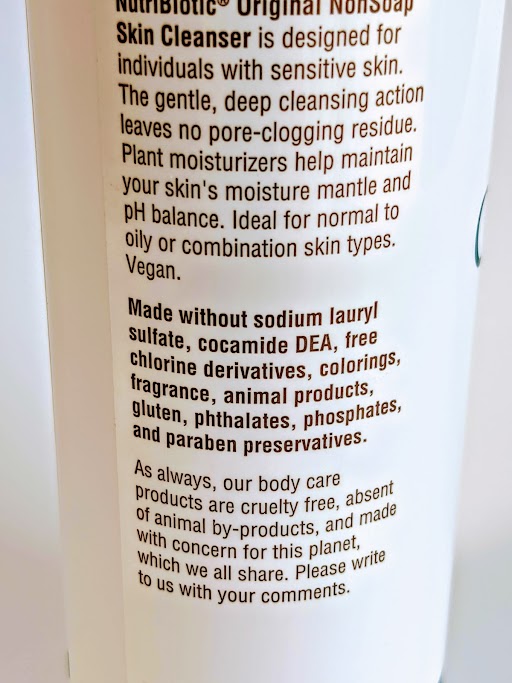 NutriBiotic® Original NonSoap
Skin Cleanser is designed for
individuals with sensitive skin.
The gentle, deep cleansing action
leaves no pore-clogging residue.
Plant moisturizers help maintain
your skin's moisture mantle and
pH balance. Ideal for normal to
oily or combination skin types.
Vegan.
Made without sodium lauryl
sulfate, cocamide DEA, free
chlorine derivatives, colorings,
fragrance, animal products,
gluten, phthalates, phosphates,
and paraben preservatives.
As always, our body care
products are cruelty free, absent
of animal by-products, and made
with concern for this planet,
which we all share. Please write
to us with your comments.